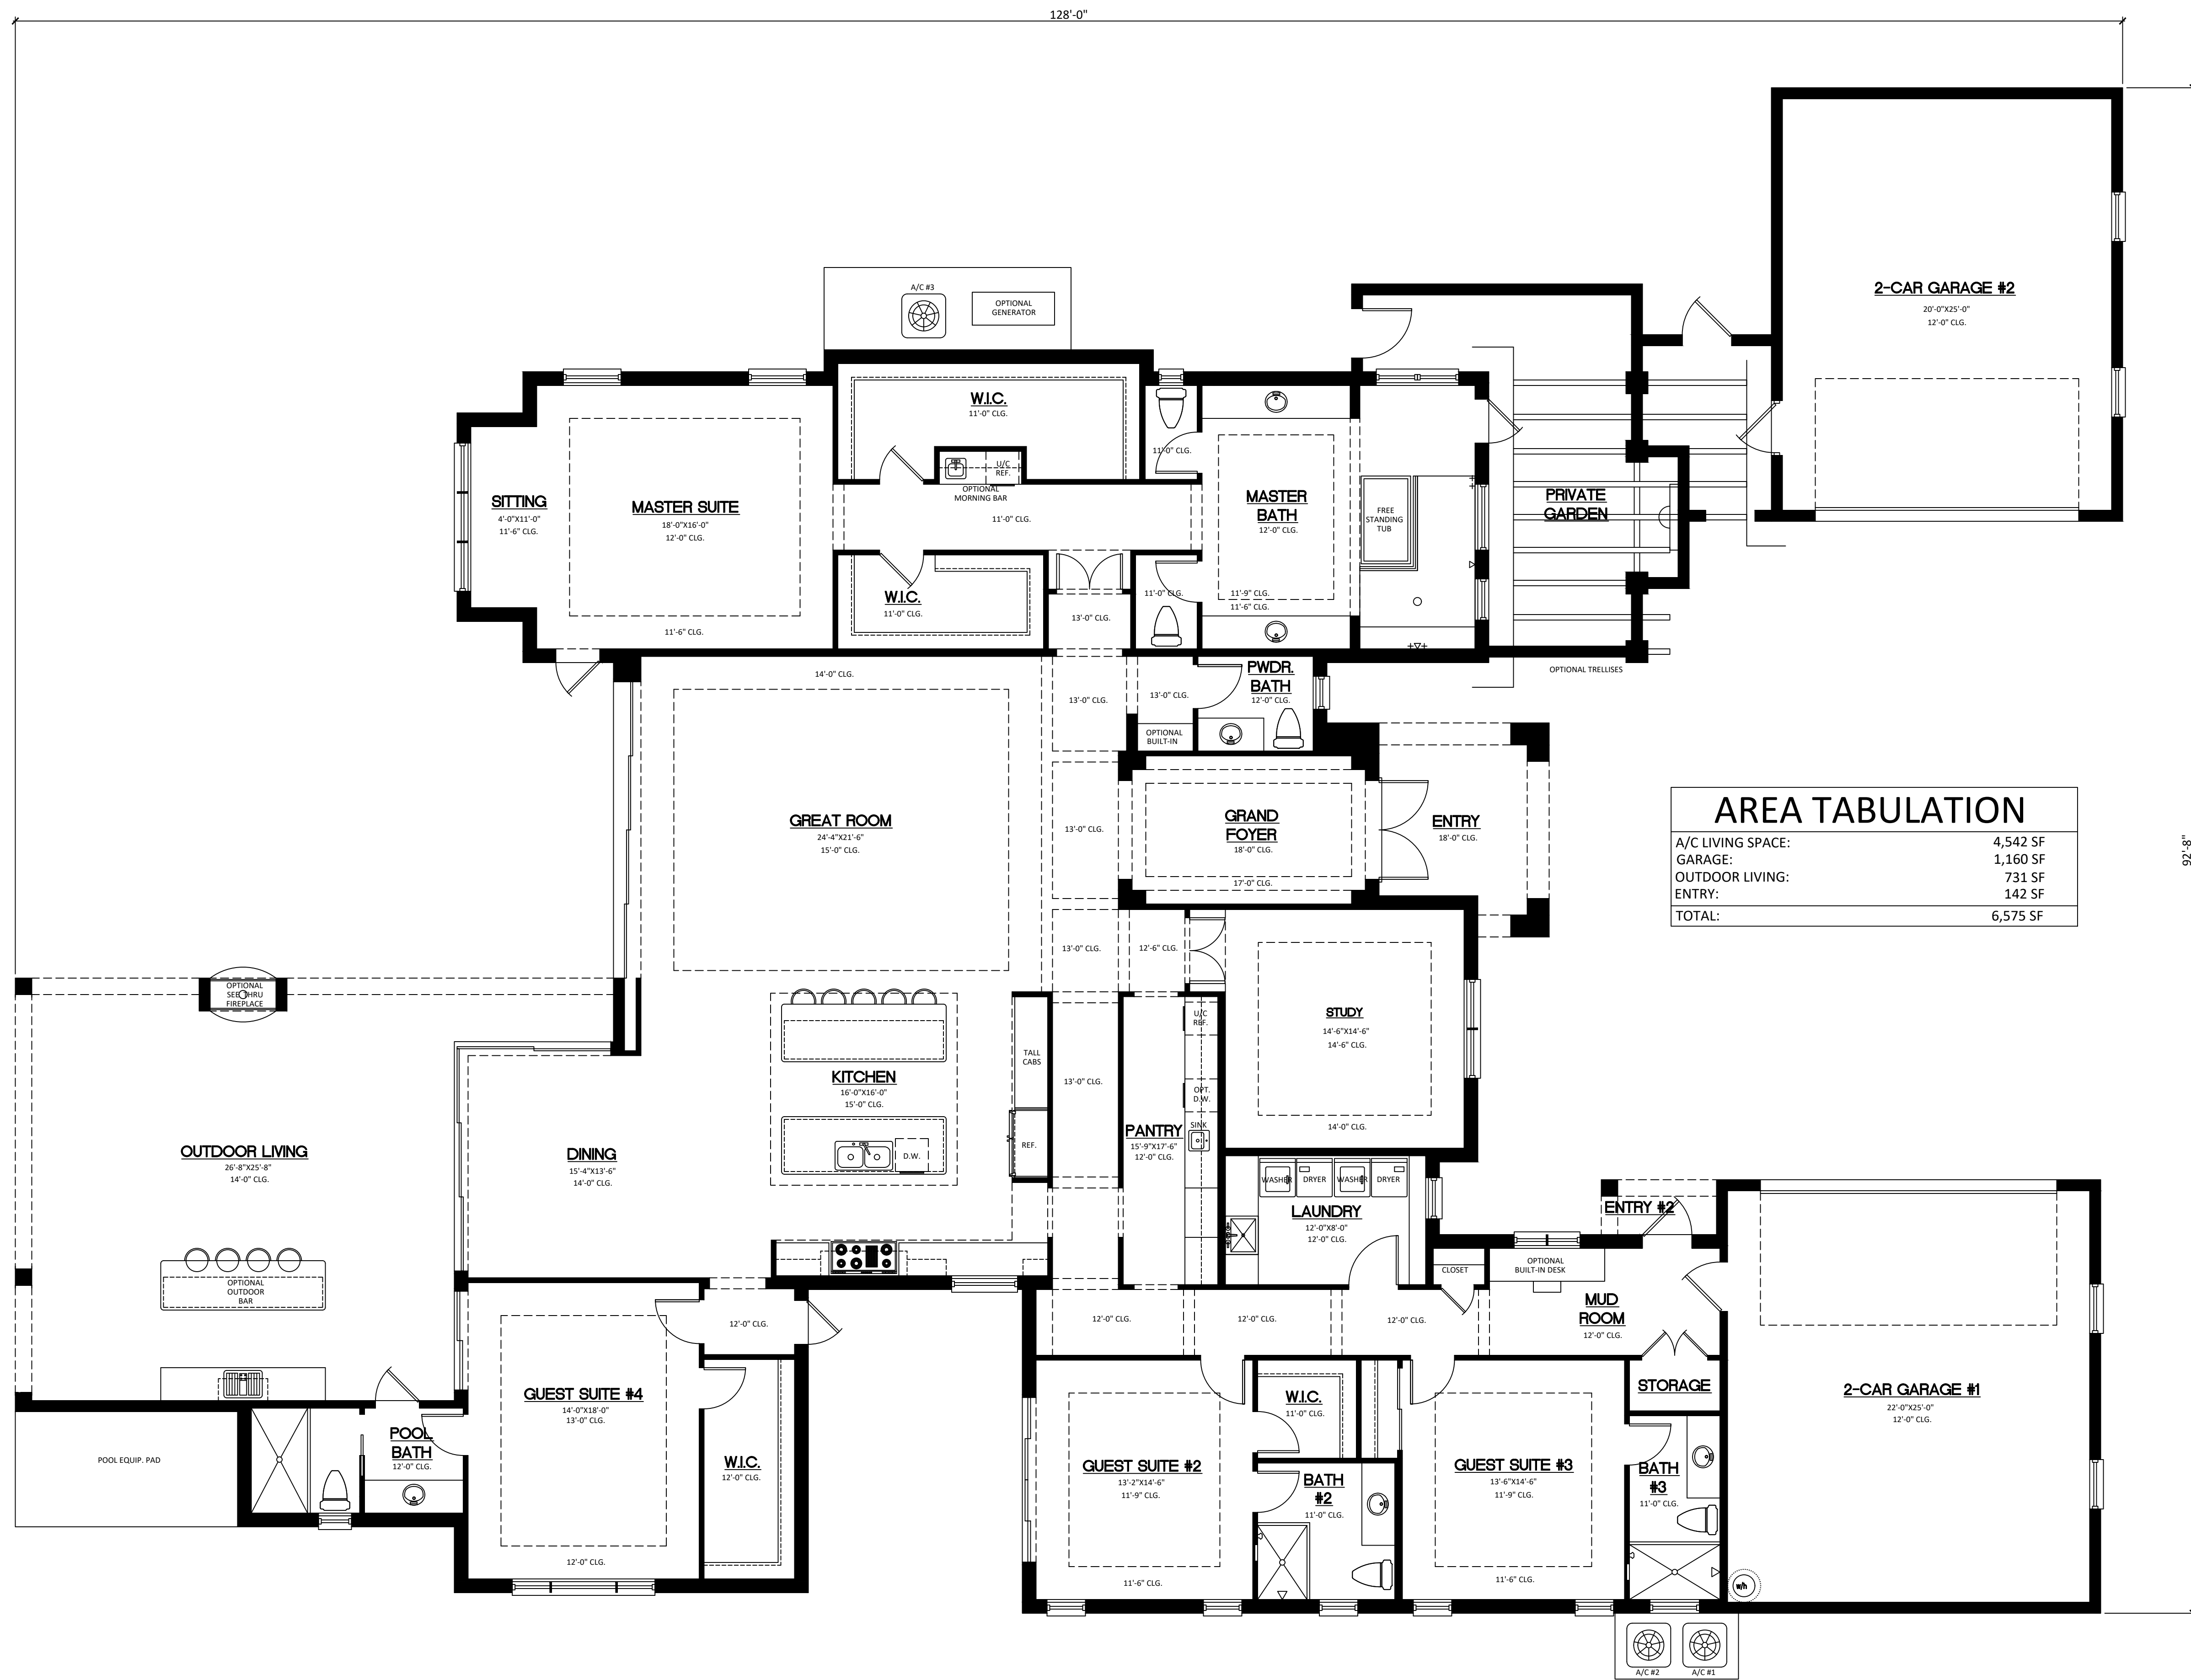 128'-0"
92'-8"
2-CAR GARAGE #2
20'-0"X25'-0"
12'-0" CLG.
A/C #3
OPTIONAL
GENERATOR
W.I.C.
11'-0" CLG.
U/C
REF.
OPTIONAL
MORNING BAR
11'-0" CLG.
SITTING
4'-0"X11'-0"
11'-6" CLG.
MASTER SUITE
18'-0"X16'-0"
12'-0" CLG.
11'-6" CLG.
11'-0" CLG.
MASTER
BATH
12'-0" CLG.
11'-9" CLG.
11'-6" CLG.
FREE
STANDING
TUB
PRIVATE
GARDEN
OPTIONAL TRELLISES
W.I.C.
11'-0" CLG.
13'-0" CLG.
11'-0" CLG.
14'-0" CLG.
13'-0" CLG.
13'-0" CLG.
PWDR.
BATH
12'-0" CLG.
OPTIONAL
BUILT-IN
GREAT ROOM
24'-4"X21'-6"
15'-0" CLG.
13'-0" CLG.
GRAND
FOYER
18'-0" CLG.
17'-0" CLG.
ENTRY
18'-0" CLG.
AREA TABULATION
A/C LIVING SPACE: 4,542 SF
GARAGE: 1,160 SF
OUTDOOR LIVING: 731 SF
ENTRY: 142 SF
TOTAL: 6,575 SF
13'-0" CLG.
12'-6" CLG.
OPTIONAL
SEE THRU
FIREPLACE
STUDY
14'-6"X14'-6"
14'-6" CLG.
14'-0" CLG.
U/C
REF.
OPT.
D.W.
SINK
TALL
CABS
REF.
KITCHEN
16'-0"X16'-0"
15'-0" CLG.
D.W.
13'-0" CLG.
PANTRY
15'-9"X17'-6"
12'-0" CLG.
OUTDOOR LIVING
26'-8"X25'-8"
14'-0" CLG.
DINING
15'-4"X13'-6"
14'-0" CLG.
WASHER
DRYER
WASHER
DRYER
LAUNDRY
12'-0"X8'-0"
12'-0" CLG.
ENTRY #2
OPTIONAL
OUTDOOR
BAR
CLOSET
OPTIONAL
BUILT-IN DESK
MUD
ROOM
12'-0" CLG.
12'-0" CLG.
12'-0" CLG.
12'-0" CLG.
12'-0" CLG.
GUEST SUITE #4
14'-0"X18'-0"
13'-0" CLG.
12'-0" CLG.
W.I.C.
12'-0" CLG.
POOL
BATH
12'-0" CLG.
POOL EQUIP. PAD
GUEST SUITE #2
13'-2"X14'-6"
11'-9" CLG.
11'-6" CLG.
W.I.C.
11'-0" CLG.
BATH
#2
11'-0" CLG.
GUEST SUITE #3
13'-6"X14'-6"
11'-9" CLG.
11'-6" CLG.
STORAGE
BATH
#3
11'-0" CLG.
2-CAR GARAGE #1
22'-0"X25'-0"
12'-0" CLG.
w/h
A/C #2
A/C #1